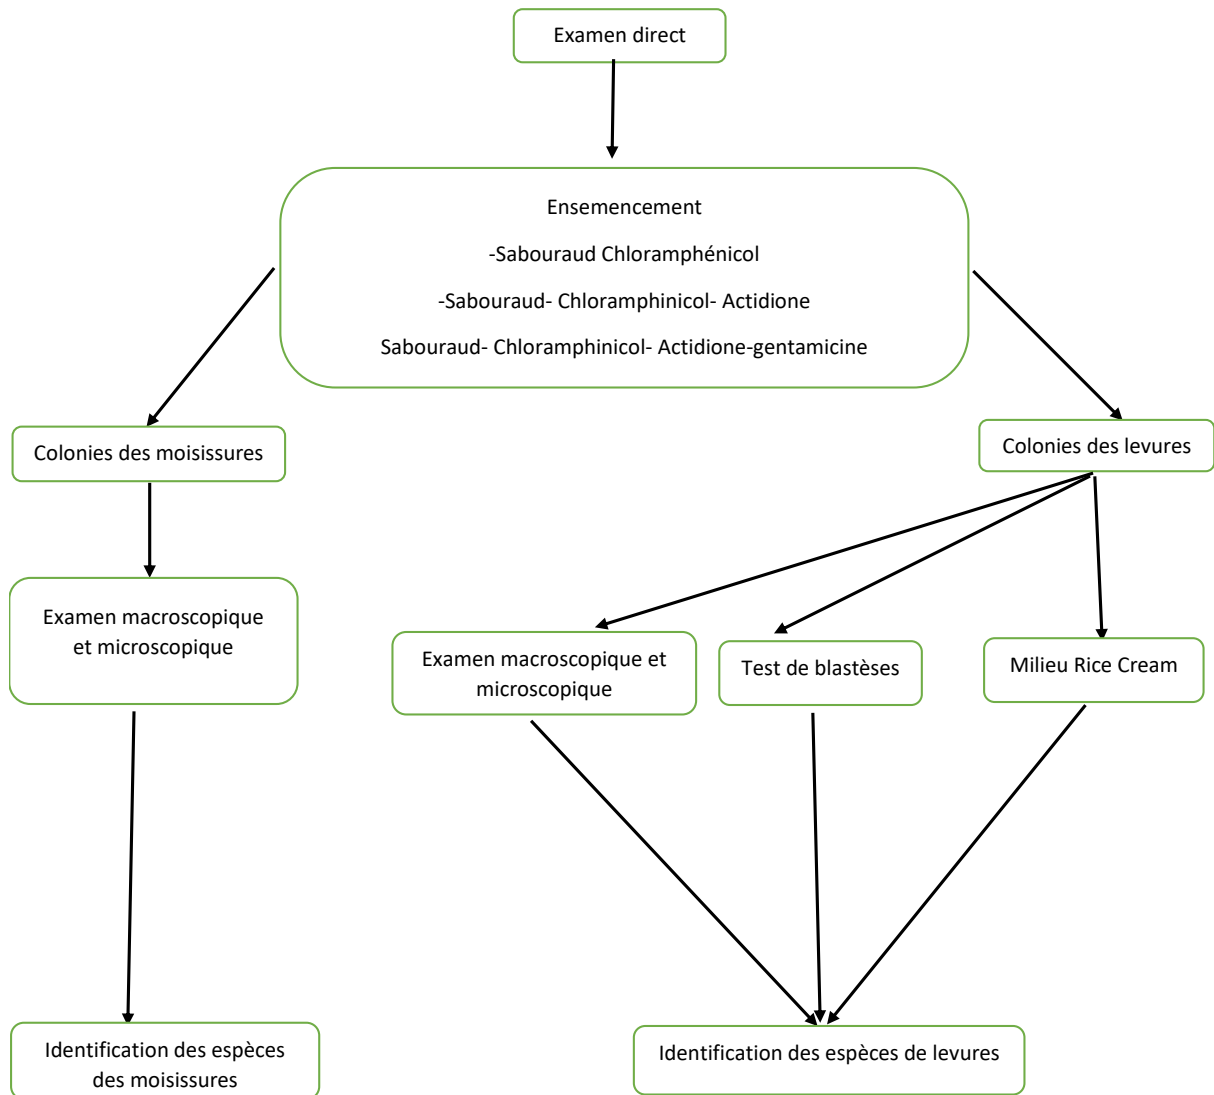 Examen direct
Ensemencement
-Sabouraud Chloramphénicol
-Sabouraud- Chloramphinicol- Actidione
Sabouraud- Chloramphinicol- Actidione-gentamicine
Colonies des moisissures
Colonies des levures
Examen macroscopique
et microscopique
Examen macroscopique et
microscopique
Test de blastèses
Milieu Rice Cream
Identification des espèces
des moisissures
Identification des espèces de levures